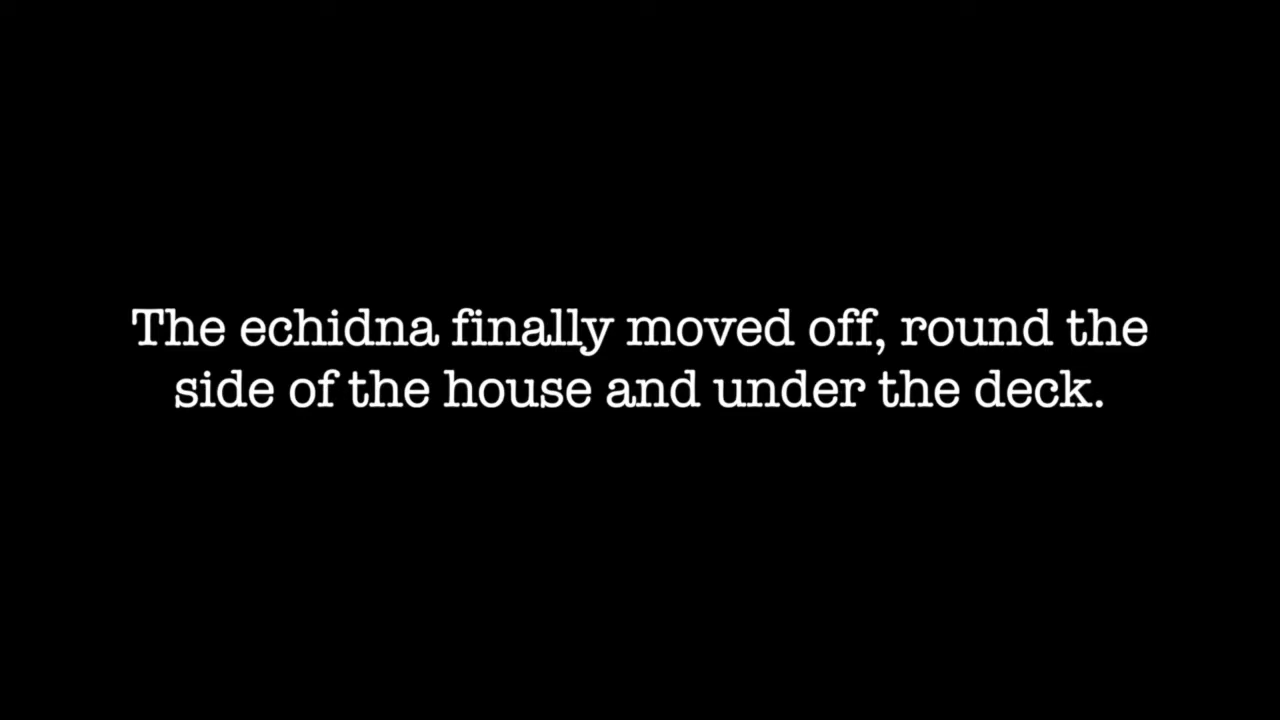 The echidna finally moved off, round the
side of the house and under the deck.